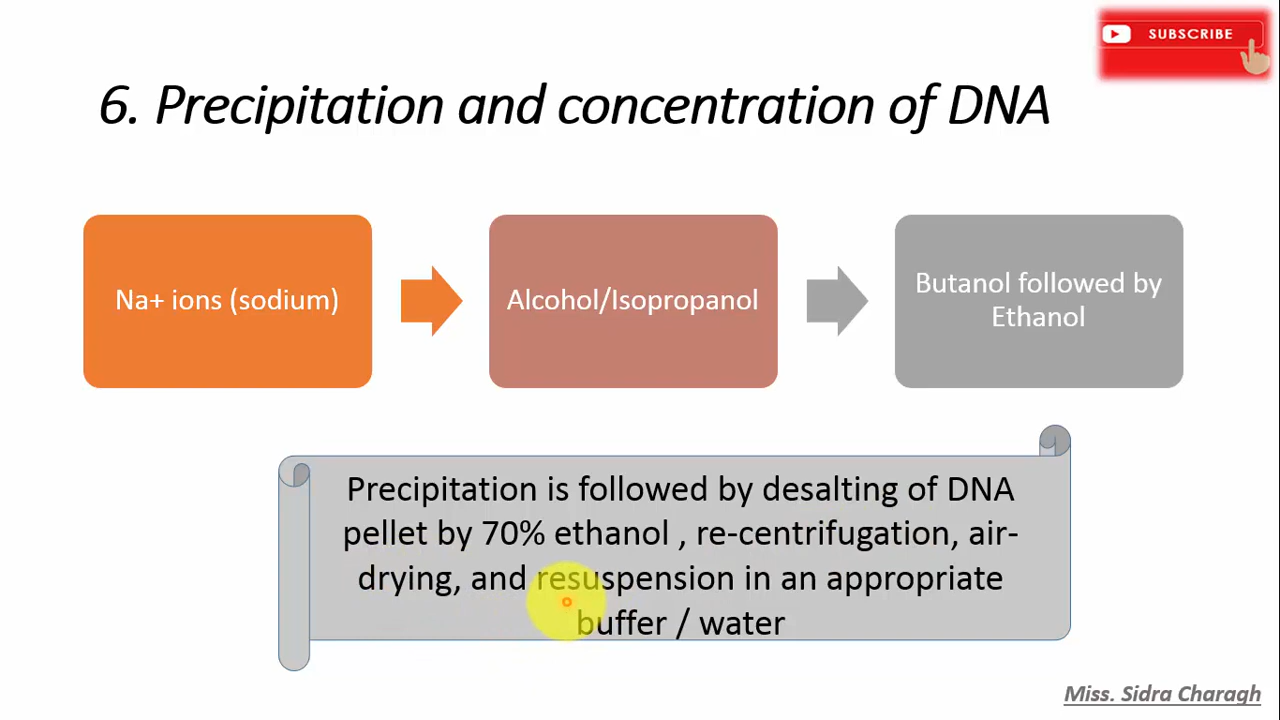 SUBSCRIBE
6. Precipitation and concentration of DNA
Na+ ions (sodium)
Alcohol/Isopropanol
Butanol followed by
Ethanol
Precipitation is followed by desalting of DNA
pellet by 70% ethanol , re-centrifugation, air-
drying, and resuspension in an appropriate
buffer / water
Miss. Sidra Charagh